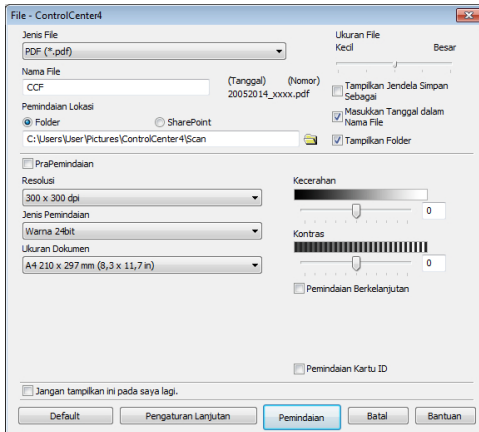 File - ControlCenter4
Jenis File
PDF (*.pdf)
Nama File
CCF
(Tanggal) (Nomor)
20052014_xxxx.pdf
Pemindaian Lokasi
Folder
SharePoint
C:\Users\User\Pictures\ControlCenter4\Scan
Ukuran File
Kecil Besar
Tampilkan Jendela Simpan
Sebagai
Masukkan Tanggal dalam
Nama File
Tampilkan Folder
PraPemindaian
Resolusi
300 x 300 dpi
Jenis Pemindaian
Warna 24bit
Ukuran Dokumen
A4 210 x 297 mm (8,3 x 11,7 in)
Kecerahan
0
Kontras
0
Pemindaian Berkelanjutan
Pemindaian Kartu ID
Jangan tampilkan ini pada saya lagi.
Default
Pengaturan Lanjutan
Pemindaian
Batal
Bantuan